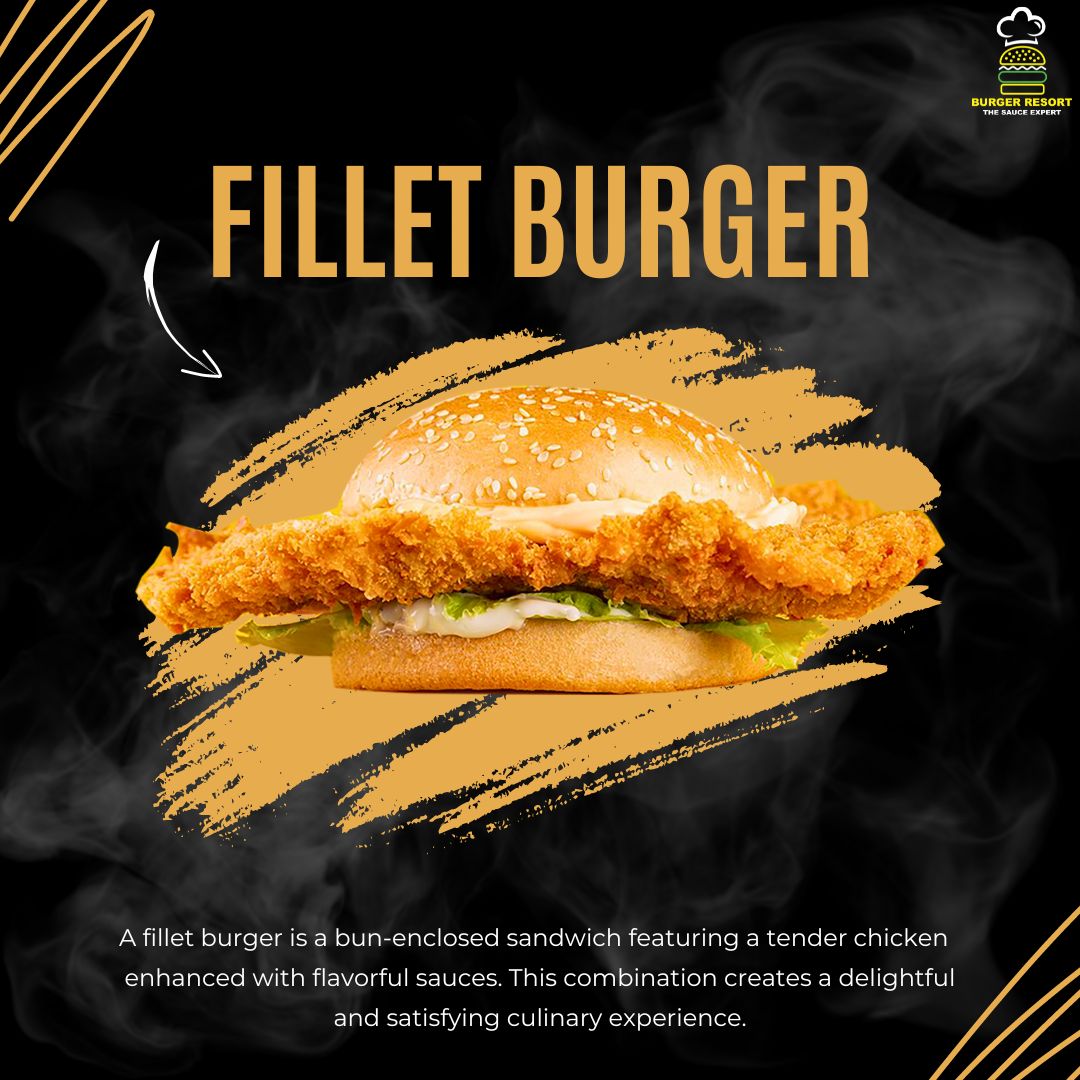 BURGER RESORT
THE SAUCE EXPERT
FILLET BURGER
A fillet burger is a bun-enclosed sandwich featuring a tender chicken
enhanced with flavorful sauces. This combination creates a delightful
and satisfying culinary experience.